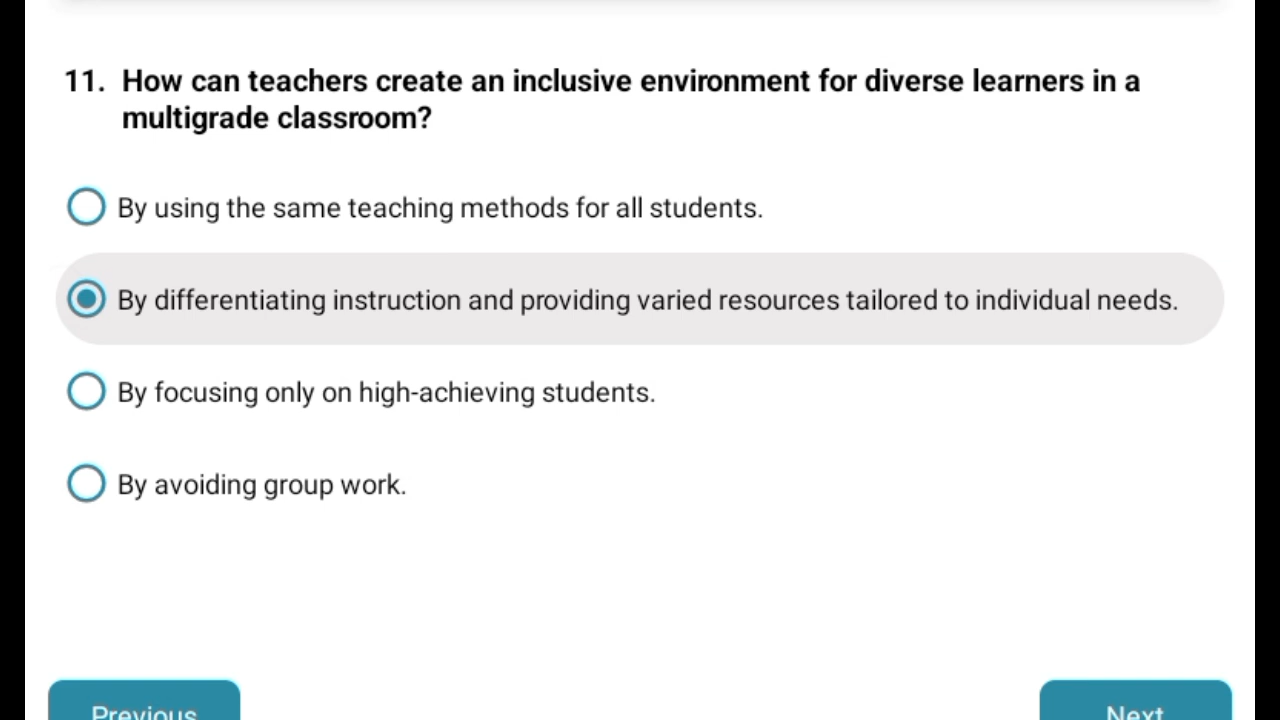 11. How can teachers create an inclusive environment for diverse learners in a
multigrade classroom?
By using the same teaching methods for all students.
By differentiating instruction and providing varied resources tailored to individual needs.
By focusing only on high-achieving students.
By avoiding group work.
Previous
Next